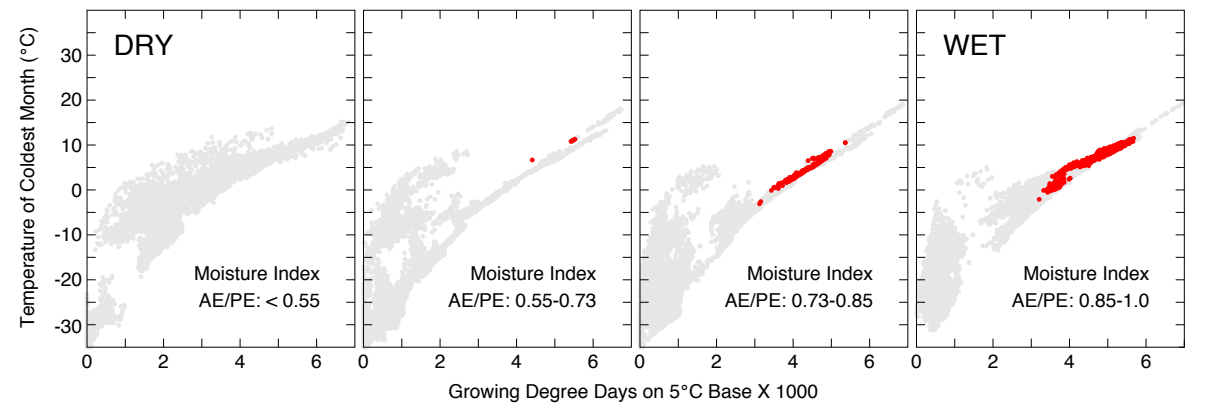 Temperature of Coldest Month (°C)
30
20
10
0
-10
-20
-30
DRY
WET
Moisture Index
AE/PE: < 0.55
Moisture Index
AE/PE: 0.55-0.73
Moisture Index
AE/PE: 0.73-0.85
Moisture Index
AE/PE: 0.85-1.0
0 2 4 6 0 2 4 6 0 2 4 6 0 2 4 6
Growing Degree Days on 5°C Base X 1000